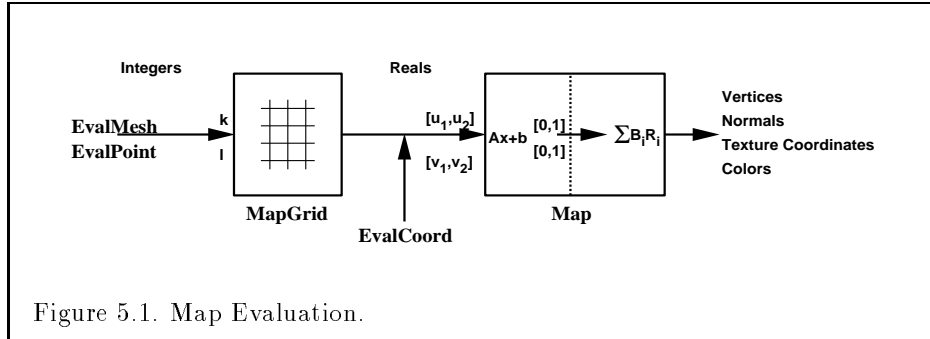 Integers
Reals
EvalMesh
EvalPoint
k
l
MapGrid
[u₁,u₂]
[v₁,v₂]
EvalCoord
Ax+b
[0,1]
[0,1]
ΣBᵢRᵢ
Map
Vertices
Normals
Texture Coordinates
Colors
Figure 5.1. Map Evaluation.